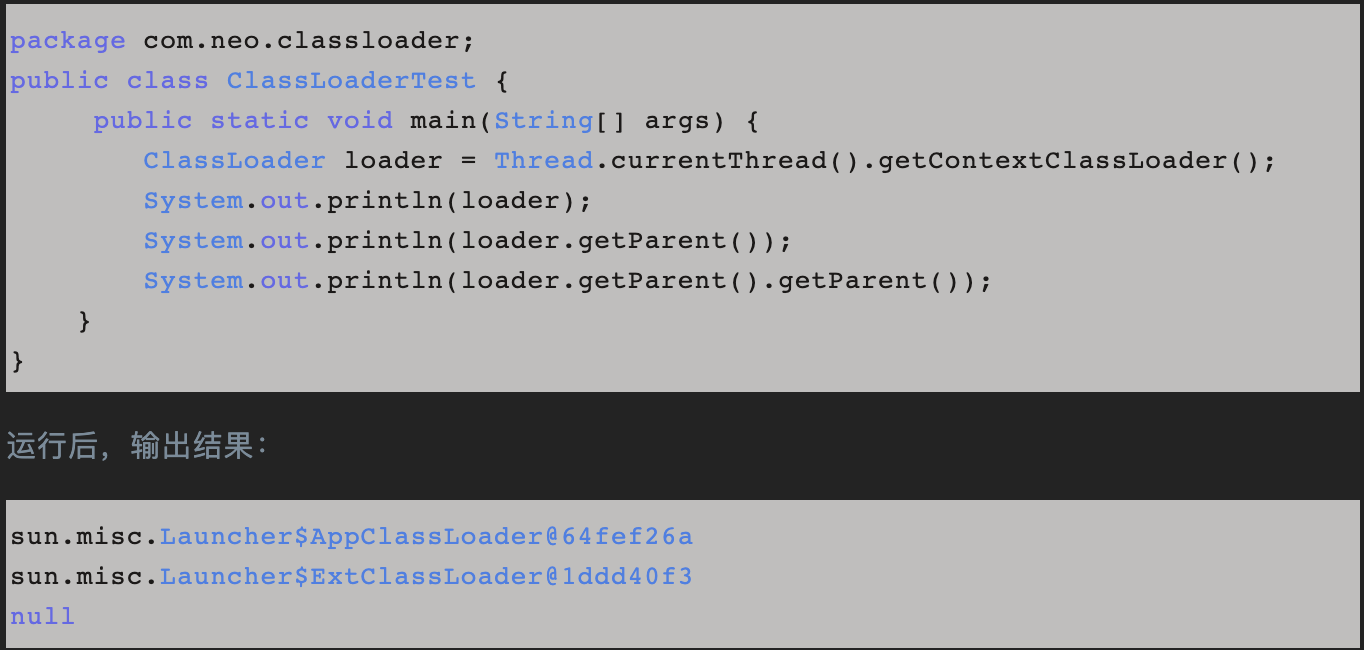 package com.neo.classloader;
public class ClassLoaderTest {
     public static void main(String[] args) {
        ClassLoader loader = Thread.currentThread().getContextClassLoader();
        System.out.println(loader);
        System.out.println(loader.getParent());
        System.out.println(loader.getParent().getParent());
    }
}
运行后，输出结果：
sun.misc.Launcher$AppClassLoader@64fef26a
sun.misc.Launcher$ExtClassLoader@1ddd40f3
null